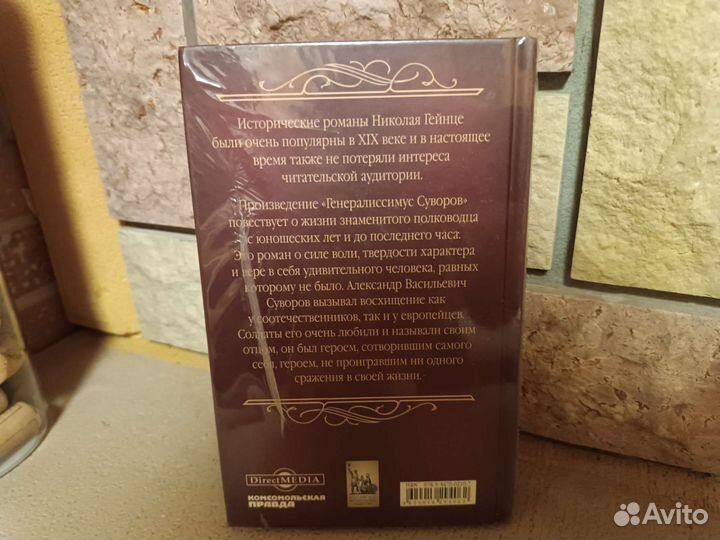 Исторические романы Николая Гейнце
были очень популярны в XIX веке и в настоящее
время также не потеряли интереса
читательской аудитории.
Произведение «Генералиссимус Суворов»
повествует о жизни знаменитого полководца
с юношеских лет и до последнего часа.
Это роман о силе воли, твердости характера
и вере в себя удивительного человека, равных
которому не было. Александр Васильевич
Суворов вызывал восхищение как
у соотечественников, так и у европейцев.
Солдаты его очень любили и называли своим
отцом, он был героем, сотворившим самого
себя, героем, не проигравшим ни одного
сражения в своей жизни.
DirectMEDIA
КОМСОМОЛЬСКАЯ
ПРАВДА
ISBN
Avito